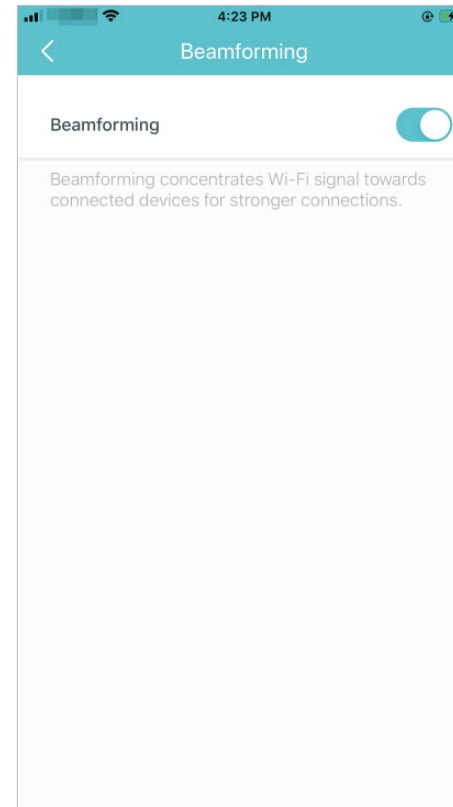 4:23 PM
Beamforming
Beamforming
Beamforming concentrates Wi-Fi signal towards
connected devices for stronger connections.